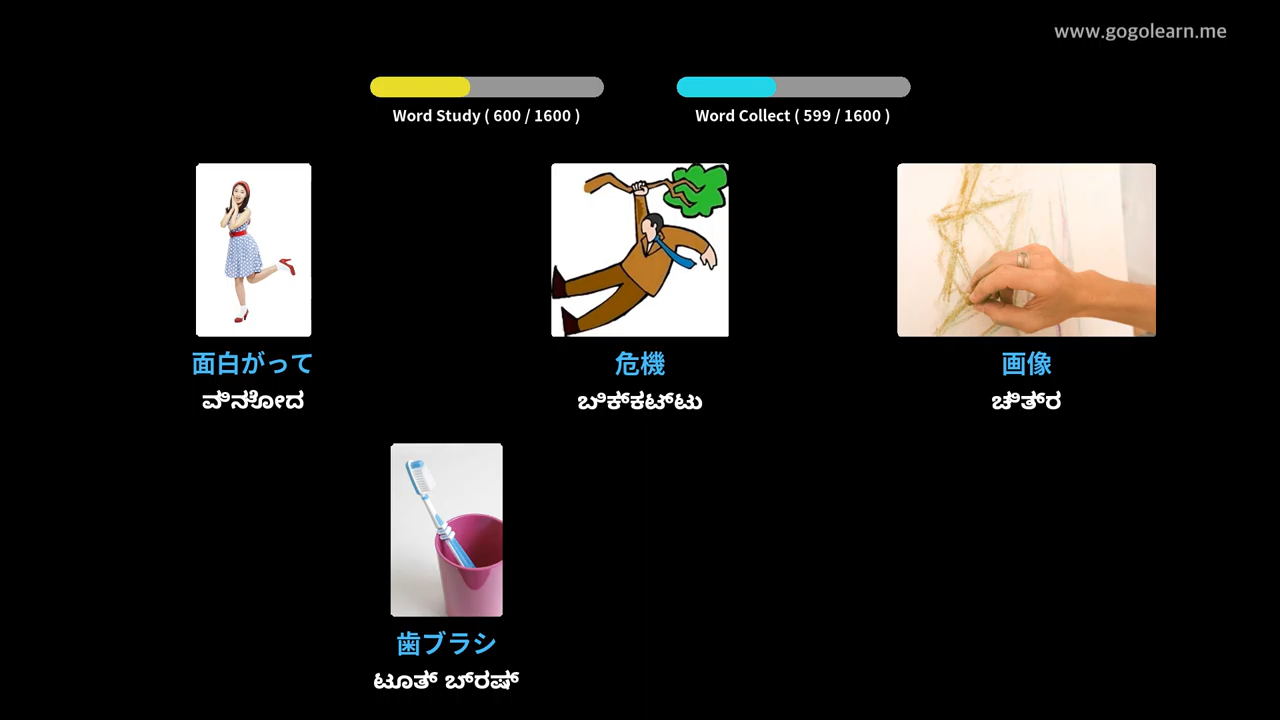 www.gogolearn.me
Word Study ( 600 / 1600 )
Word Collect ( 599 / 1600 )
面白がって
危機
画像
ವಿನೋದ
ಬಿಕ್ಕಟ್ಟು
ಚಿತ್ರ
歯ブラシ
ಟೂತ್ ಬ್ರಷ್